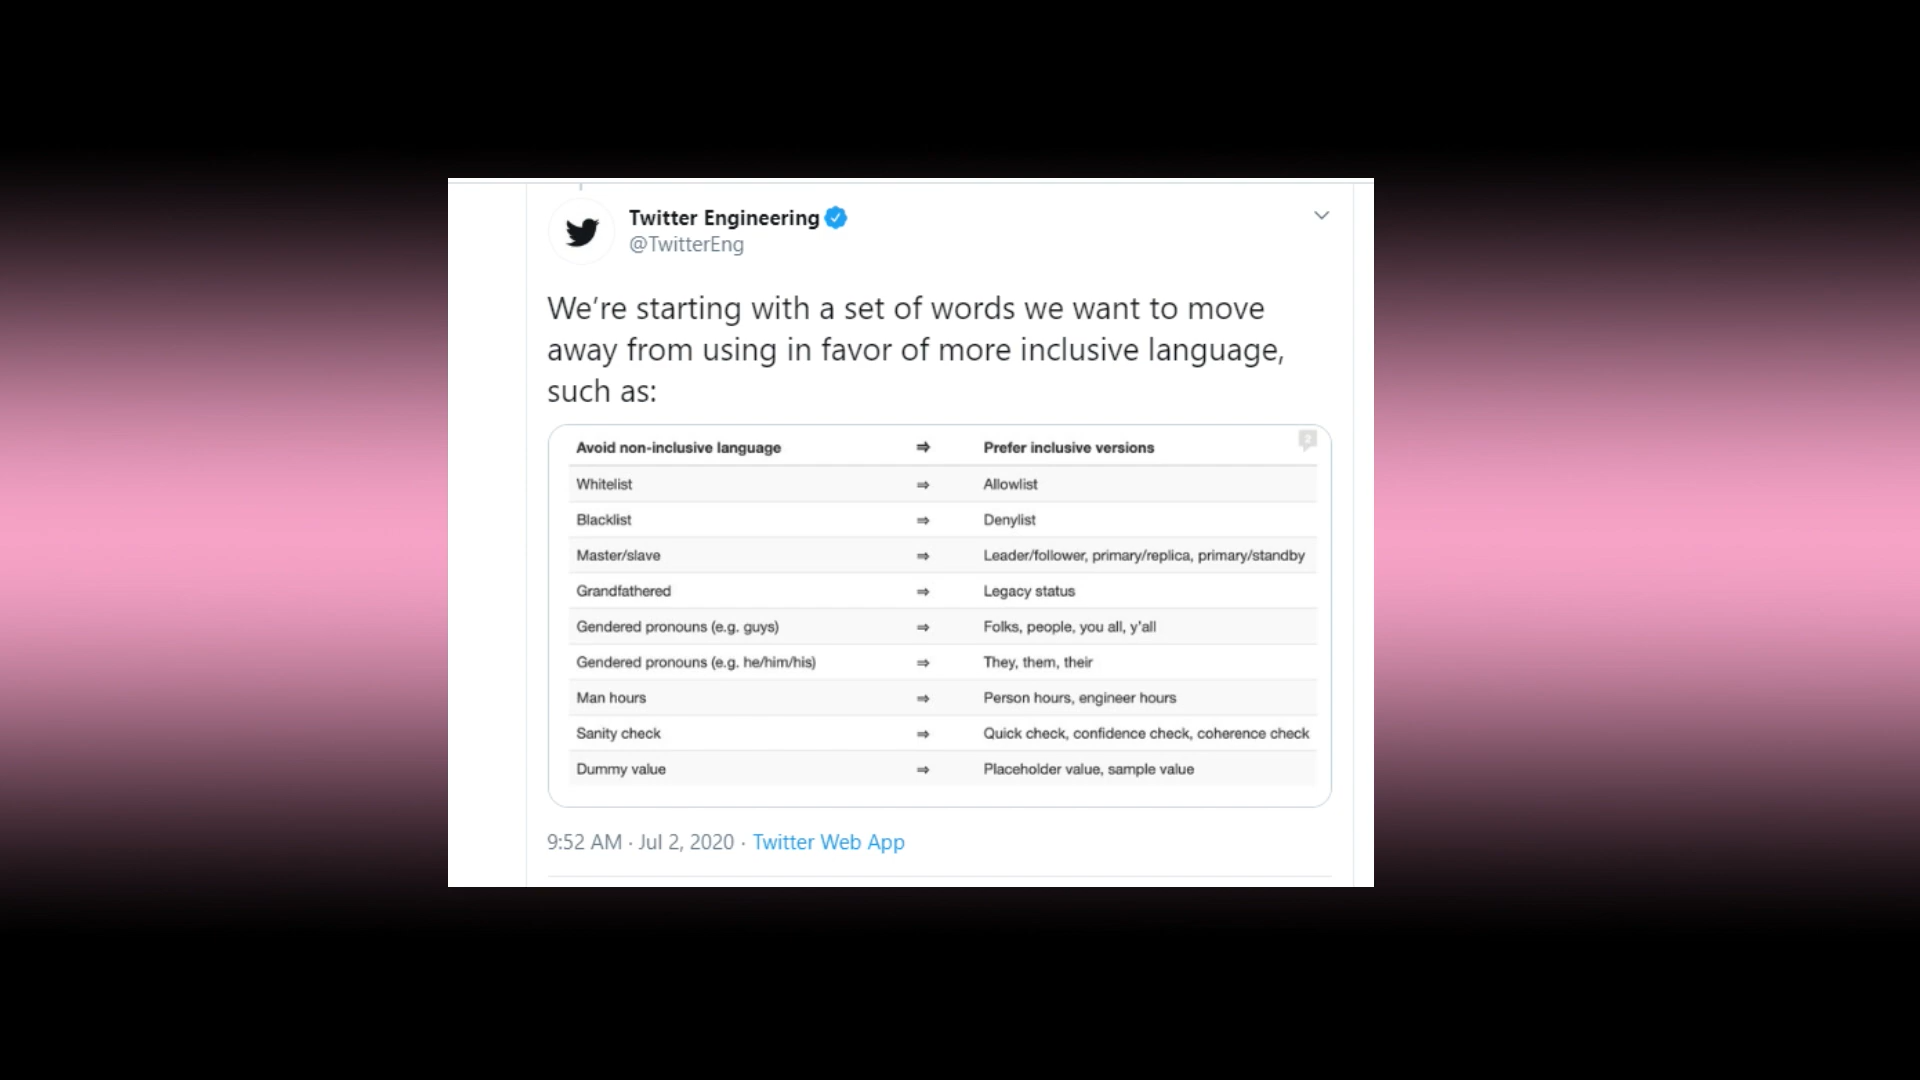 Twitter Engineering
@TwitterEng
We're starting with a set of words we want to move
away from using in favor of more inclusive language,
such as:
Avoid non-inclusive language ⇒ Prefer inclusive versions
2
Whitelist ⇒ Allowlist
Blacklist ⇒ Denylist
Master/slave ⇒ Leader/follower, primary/replica, primary/standby
Grandfathered ⇒ Legacy status
Gendered pronouns (e.g. guys) ⇒ Folks, people, you all, y'all
Gendered pronouns (e.g. he/him/his) ⇒ They, them, their
Man hours ⇒ Person hours, engineer hours
Sanity check ⇒ Quick check, confidence check, coherence check
Dummy value ⇒ Placeholder value, sample value
9:52 AM · Jul 2, 2020 · Twitter Web App